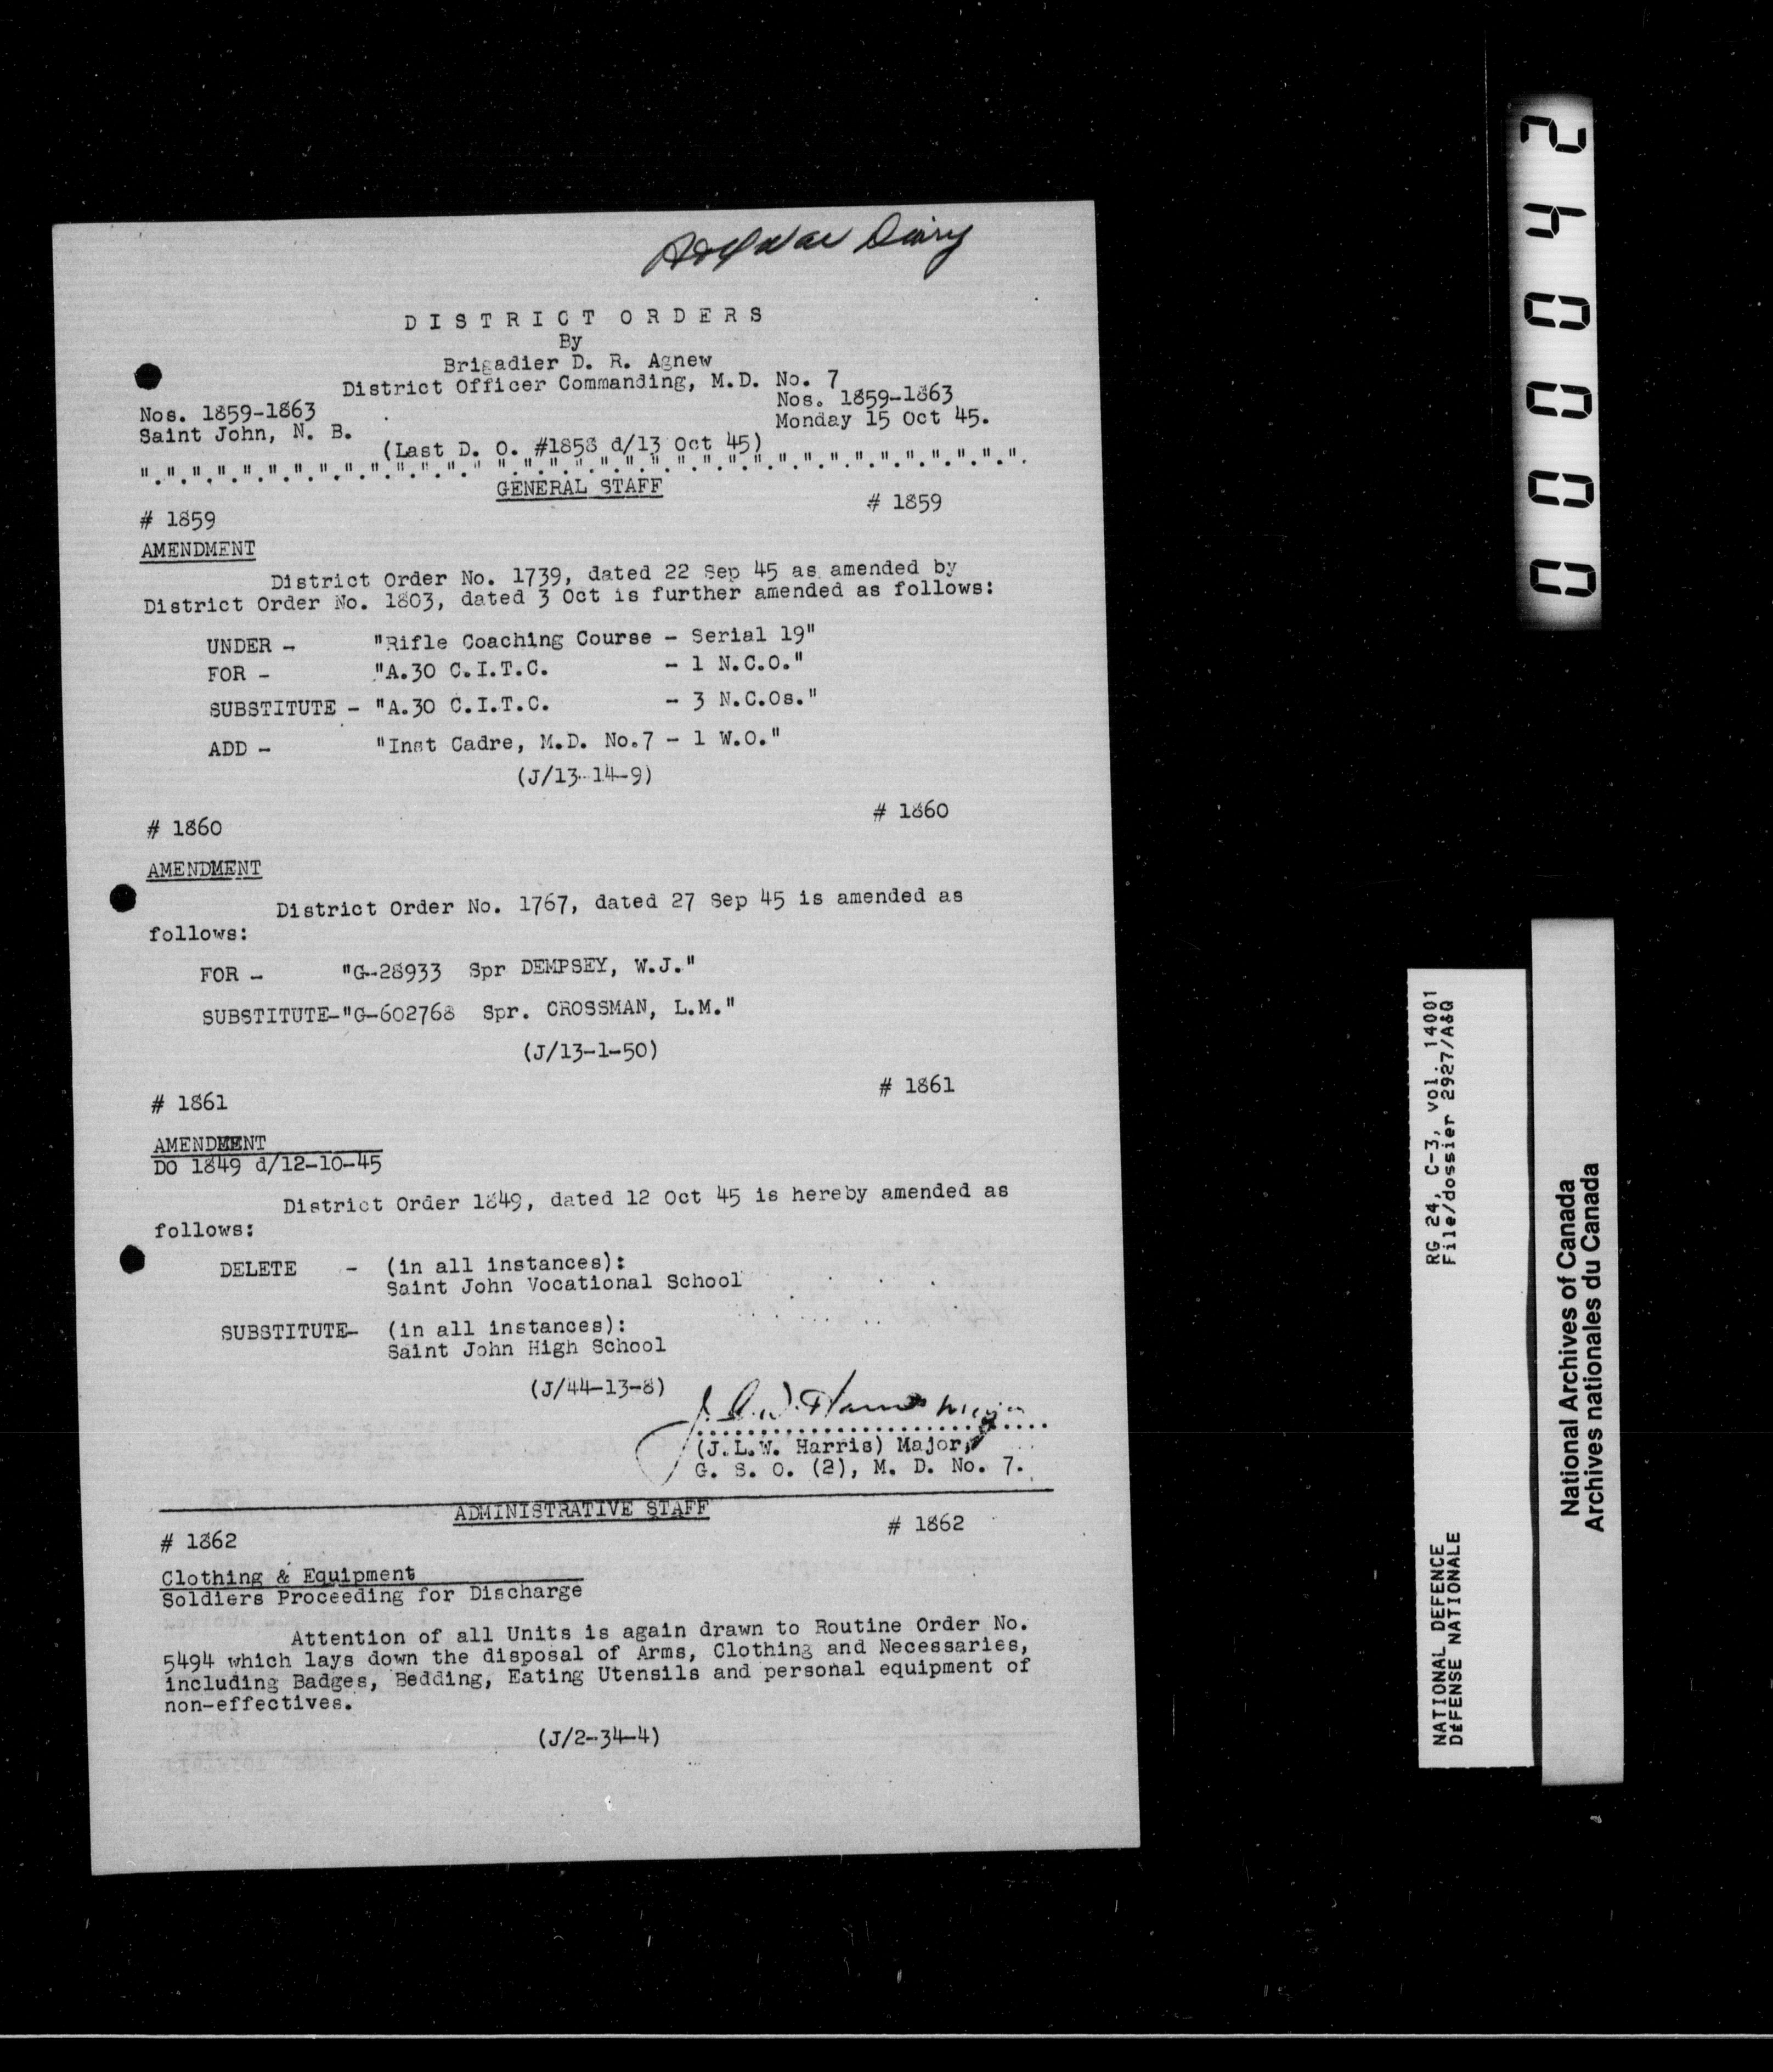 War Diary
DISTRICT ORDERS
By
Brigadier D. R. Agnew
District Officer Commanding, M.D. No. 7
Nos. 1859-1863 Nos. 1859-1863
Saint John, N. B. Monday 15 Oct 45.
(Last D. O. #1858 d/13 Oct 45)
".".".".".".".".".".".".".".".".".".".".".".".".".".".".".".".".".".
GENERAL STAFF
# 1859 # 1859
AMENDMENT
District Order No. 1739, dated 22 Sep 45 as amended by
District Order No. 1803, dated 3 Oct is further amended as follows:
UNDER - "Rifle Coaching Course - Serial 19"
FOR - "A.30 C.I.T.C. - 1 N.C.O."
SUBSTITUTE - "A.30 C.I.T.C. - 3 N.C.Os."
ADD - "Inst Cadre, M.D. No.7 - 1 W.O."
(J/13-14-9)
# 1860 # 1860
AMENDMENT
District Order No. 1767, dated 27 Sep 45 is amended as
follows:
FOR - "G-28933 Spr DEMPSEY, W.J."
SUBSTITUTE-"G-602768 Spr. CROSSMAN, L.M."
(J/13-1-50)
# 1861 # 1861
AMENDMENT
DO 1849 d/12-10-45
District Order 1849, dated 12 Oct 45 is hereby amended as
follows:
DELETE - (in all instances):
Saint John Vocational School
SUBSTITUTE- (in all instances):
Saint John High School
(J/44-13-8)
J.L.W. Harris Major
(J.L.W. Harris) Major,
G. S. O. (2), M. D. No. 7.
ADMINISTRATIVE STAFF
# 1862 # 1862
Clothing & Equipment
Soldiers Proceeding for Discharge
Attention of all Units is again drawn to Routine Order No.
5494 which lays down the disposal of Arms, Clothing and Necessaries,
including Badges, Bedding, Eating Utensils and personal equipment of
non-effectives.
(J/2-34-4)
000042
NATIONAL DEFENCE RG 24, C-3, vol. 14001
DÉFENSE NATIONALE File/dossier 2927/A&Q
National Archives of Canada
Archives nationales du Canada